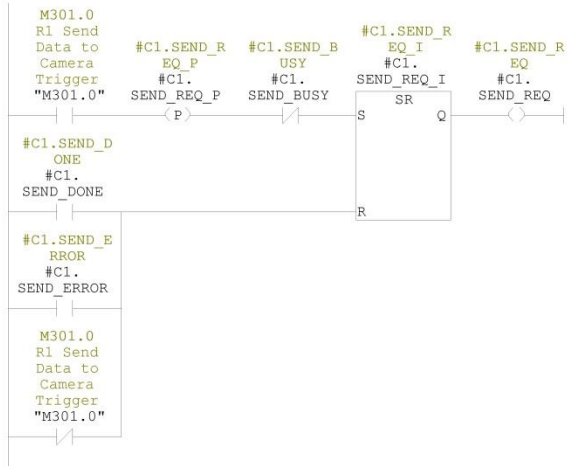 M301.0
R1 Send
Data to
Camera
Trigger
"M301.0"
#C1.SEND_R
EQ_P
#C1.
SEND_REQ_P
P
#C1.SEND_B
USY
#C1.
SEND_BUSY
#C1.SEND_R
EQ_I
#C1.
SEND_REQ_I
SR
S
Q
R
#C1.SEND_R
EQ
#C1.
SEND_REQ
#C1.SEND_D
ONE
#C1.
SEND_DONE
#C1.SEND_E
RROR
#C1.
SEND_ERROR
M301.0
R1 Send
Data to
Camera
Trigger
"M301.0"